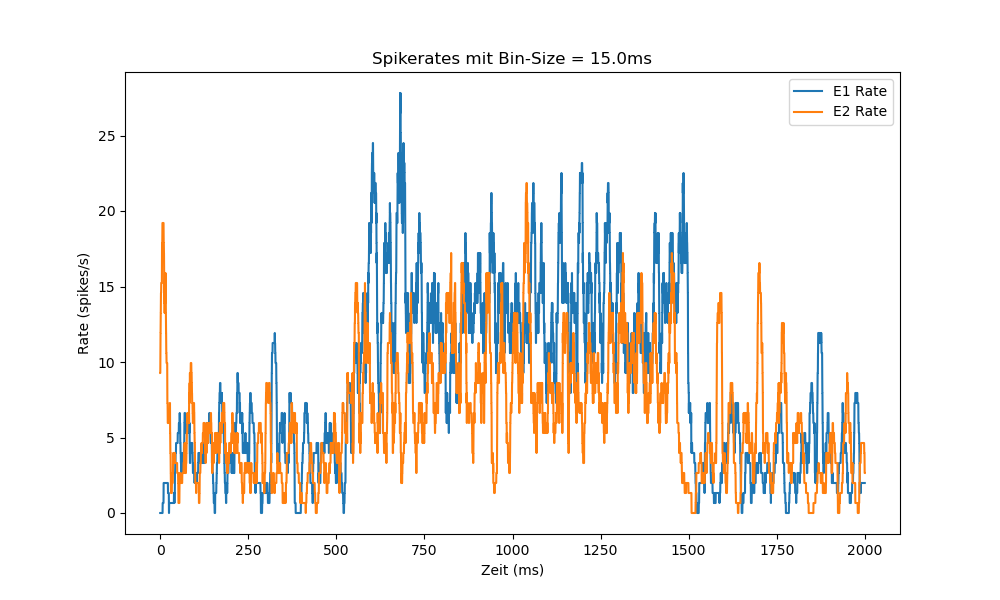 Spikerates mit Bin-Size = 15.0ms
E1 Rate
E2 Rate
Rate (spikes/s)
25
20
15
10
5
0
0 250 500 750 1000 1250 1500 1750 2000
Zeit (ms)